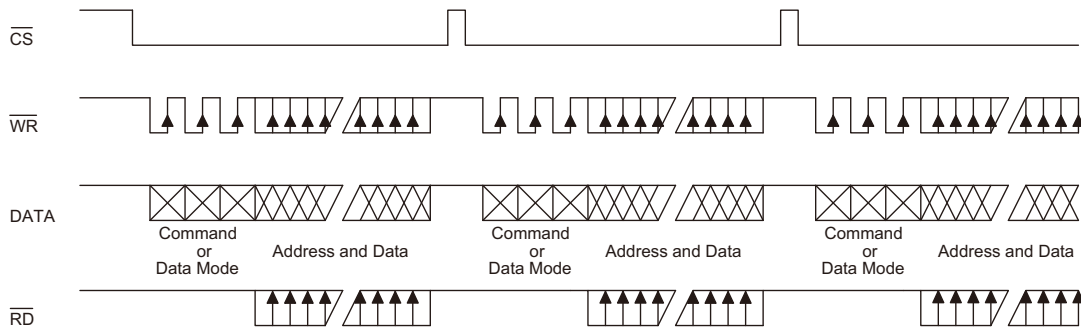 CS
WR
DATA
Command
or
Data Mode
Address and Data
Command
or
Data Mode
Address and Data
Command
or
Data Mode
Address and Data
RD